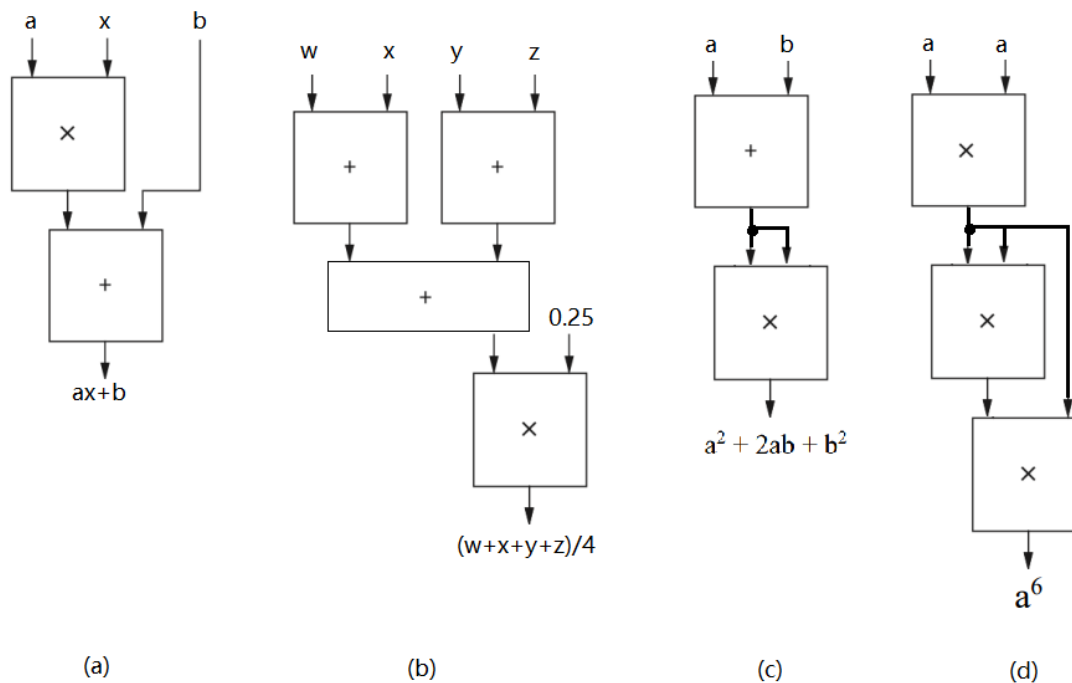 a x b
×
+
ax+b
(a)
w x y z
+ +
+
0.25
×
(w+x+y+z)/4
(b)
a b
+
×
a² + 2ab + b²
(c)
a a
×
×
×
a⁶
(d)